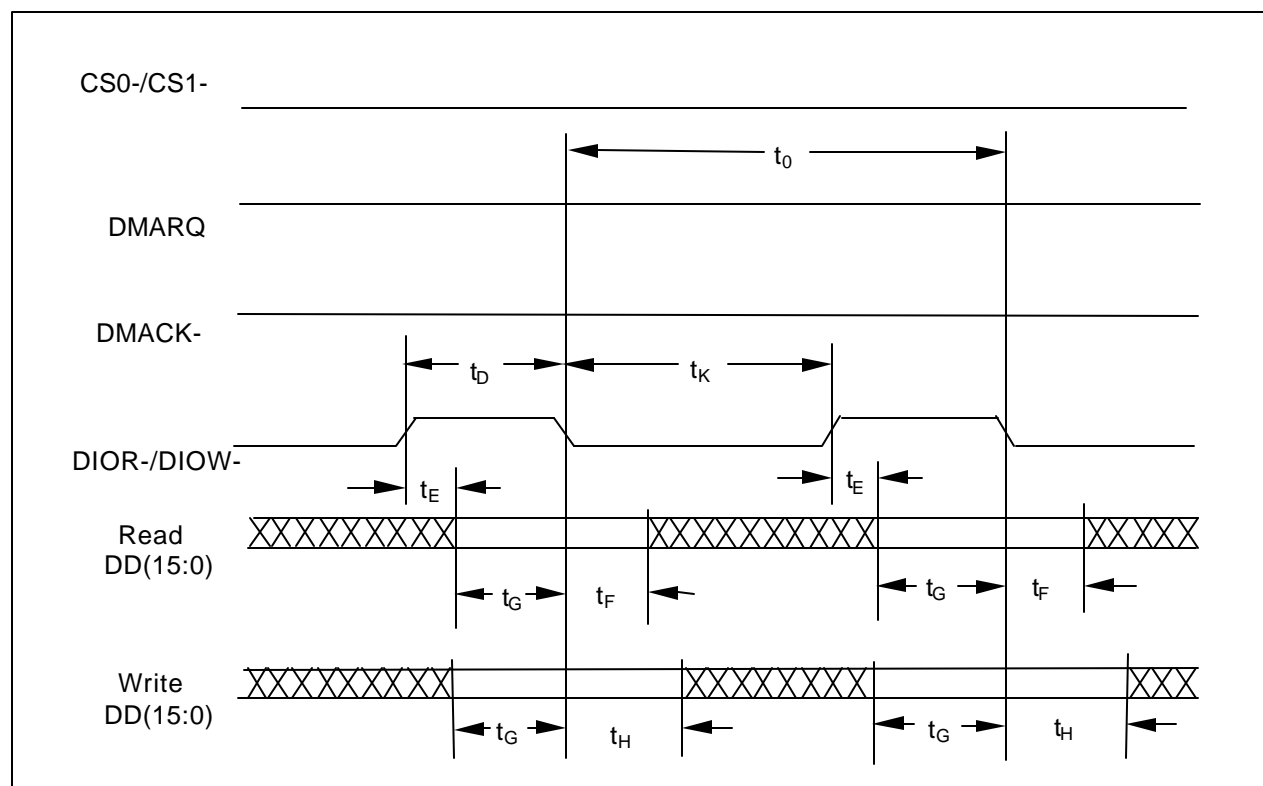 CS0-/CS1-
t0
DMARQ
DMACK-
tD tK
DIOR-/DIOW-
tE tE
Read
DD(15:0)
tG tF tG tF
Write
DD(15:0)
tG tH tG tH